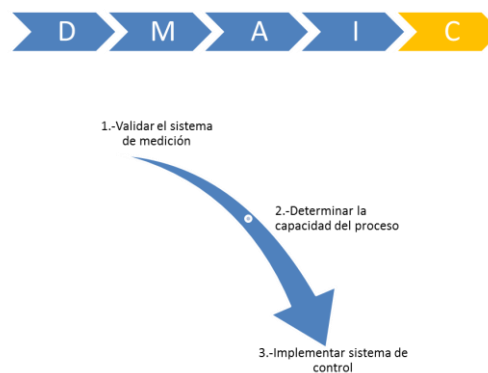 D M A I C
1.-Validar el sistema
de medición
2.-Determinar la
capacidad del proceso
3.-Implementar sistema de
control